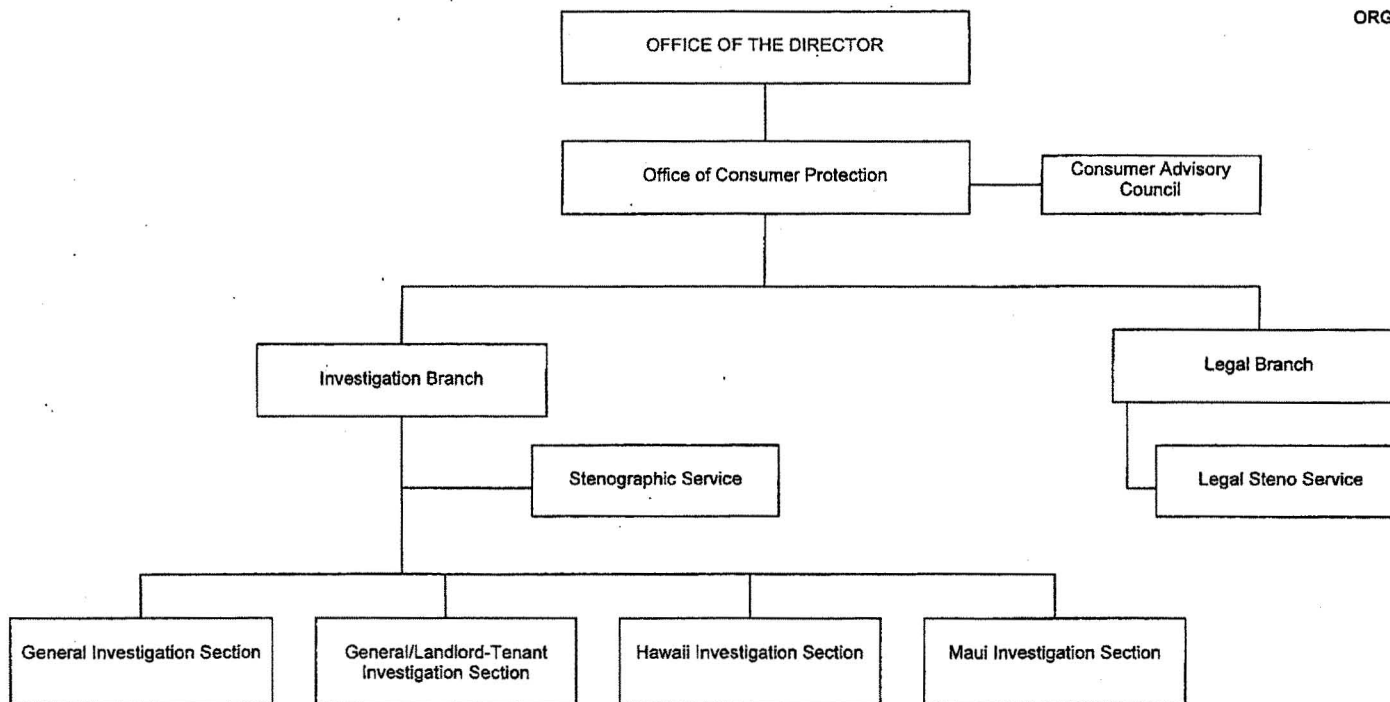 ORG
OFFICE OF THE DIRECTOR
Office of Consumer Protection
Consumer Advisory
Council
Investigation Branch
Legal Branch
Stenographic Service
Legal Steno Service
General Investigation Section
General/Landlord-Tenant
Investigation Section
Hawaii Investigation Section
Maui Investigation Section